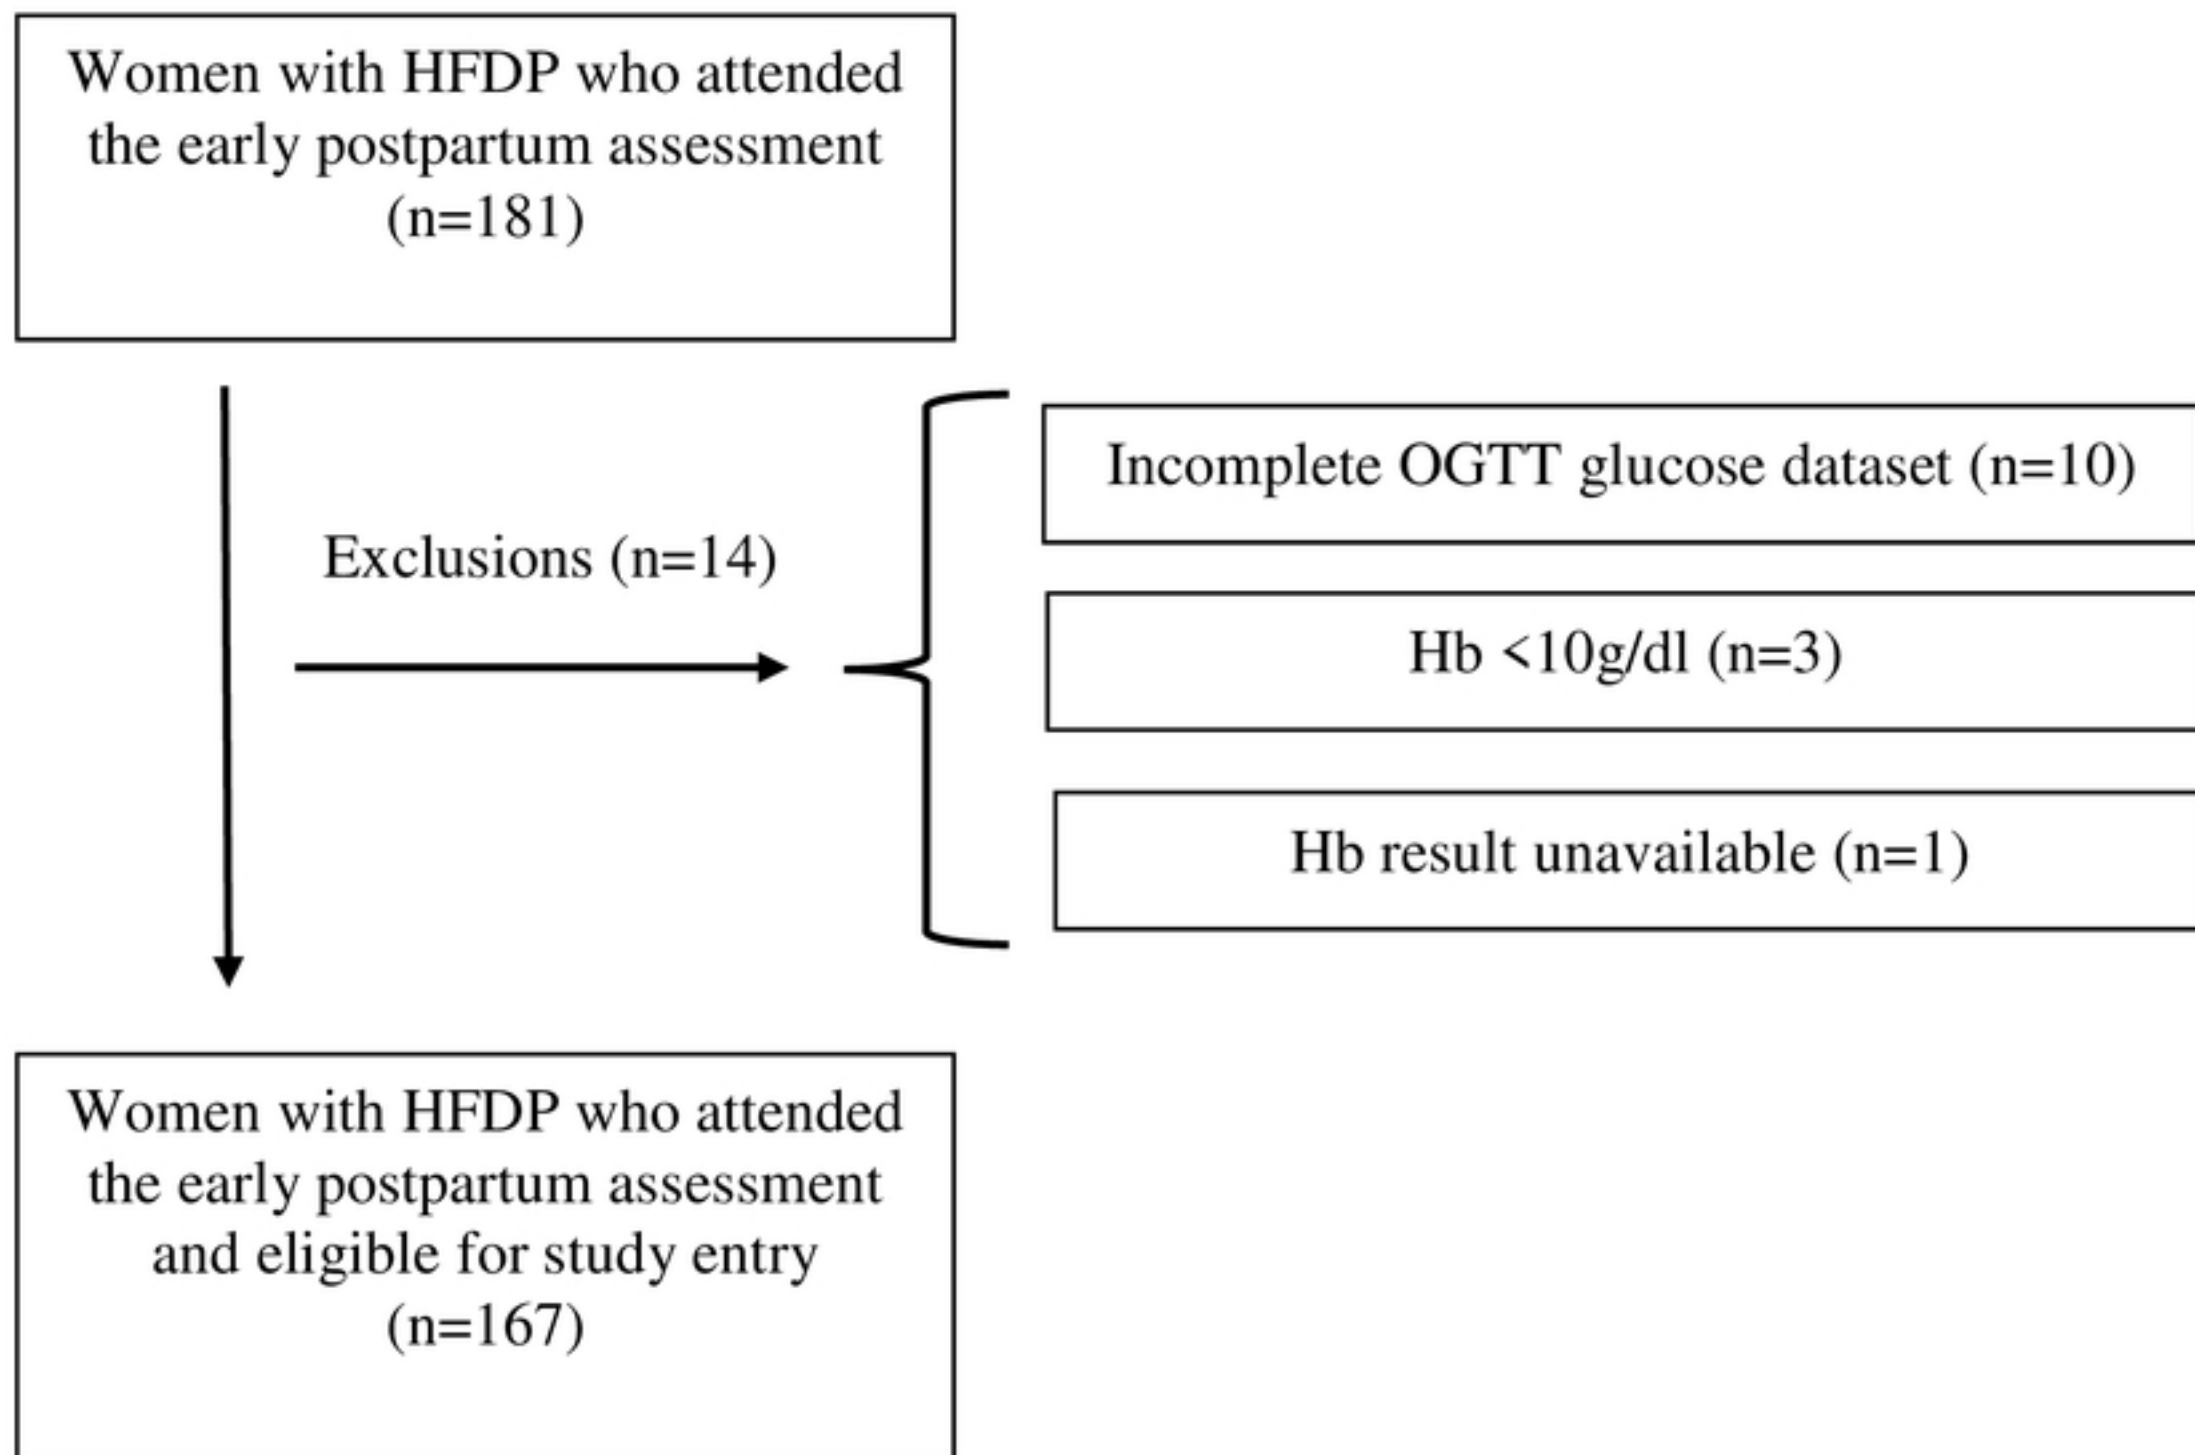 Women with HFDP who attended
the early postpartum assessment
(n=181)
Exclusions (n=14)
Incomplete OGTT glucose dataset (n=10)
Hb <10g/dl (n=3)
Hb result unavailable (n=1)
Women with HFDP who attended
the early postpartum assessment
and eligible for study entry
(n=167)